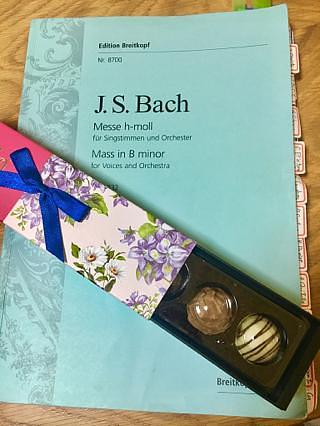 Edition Breitkopf
Nr. 8700
J. S. Bach
Messe h-moll
für Singstimmen und Orchester
Mass in B minor
for Voices and Orchestra
Breitkopf